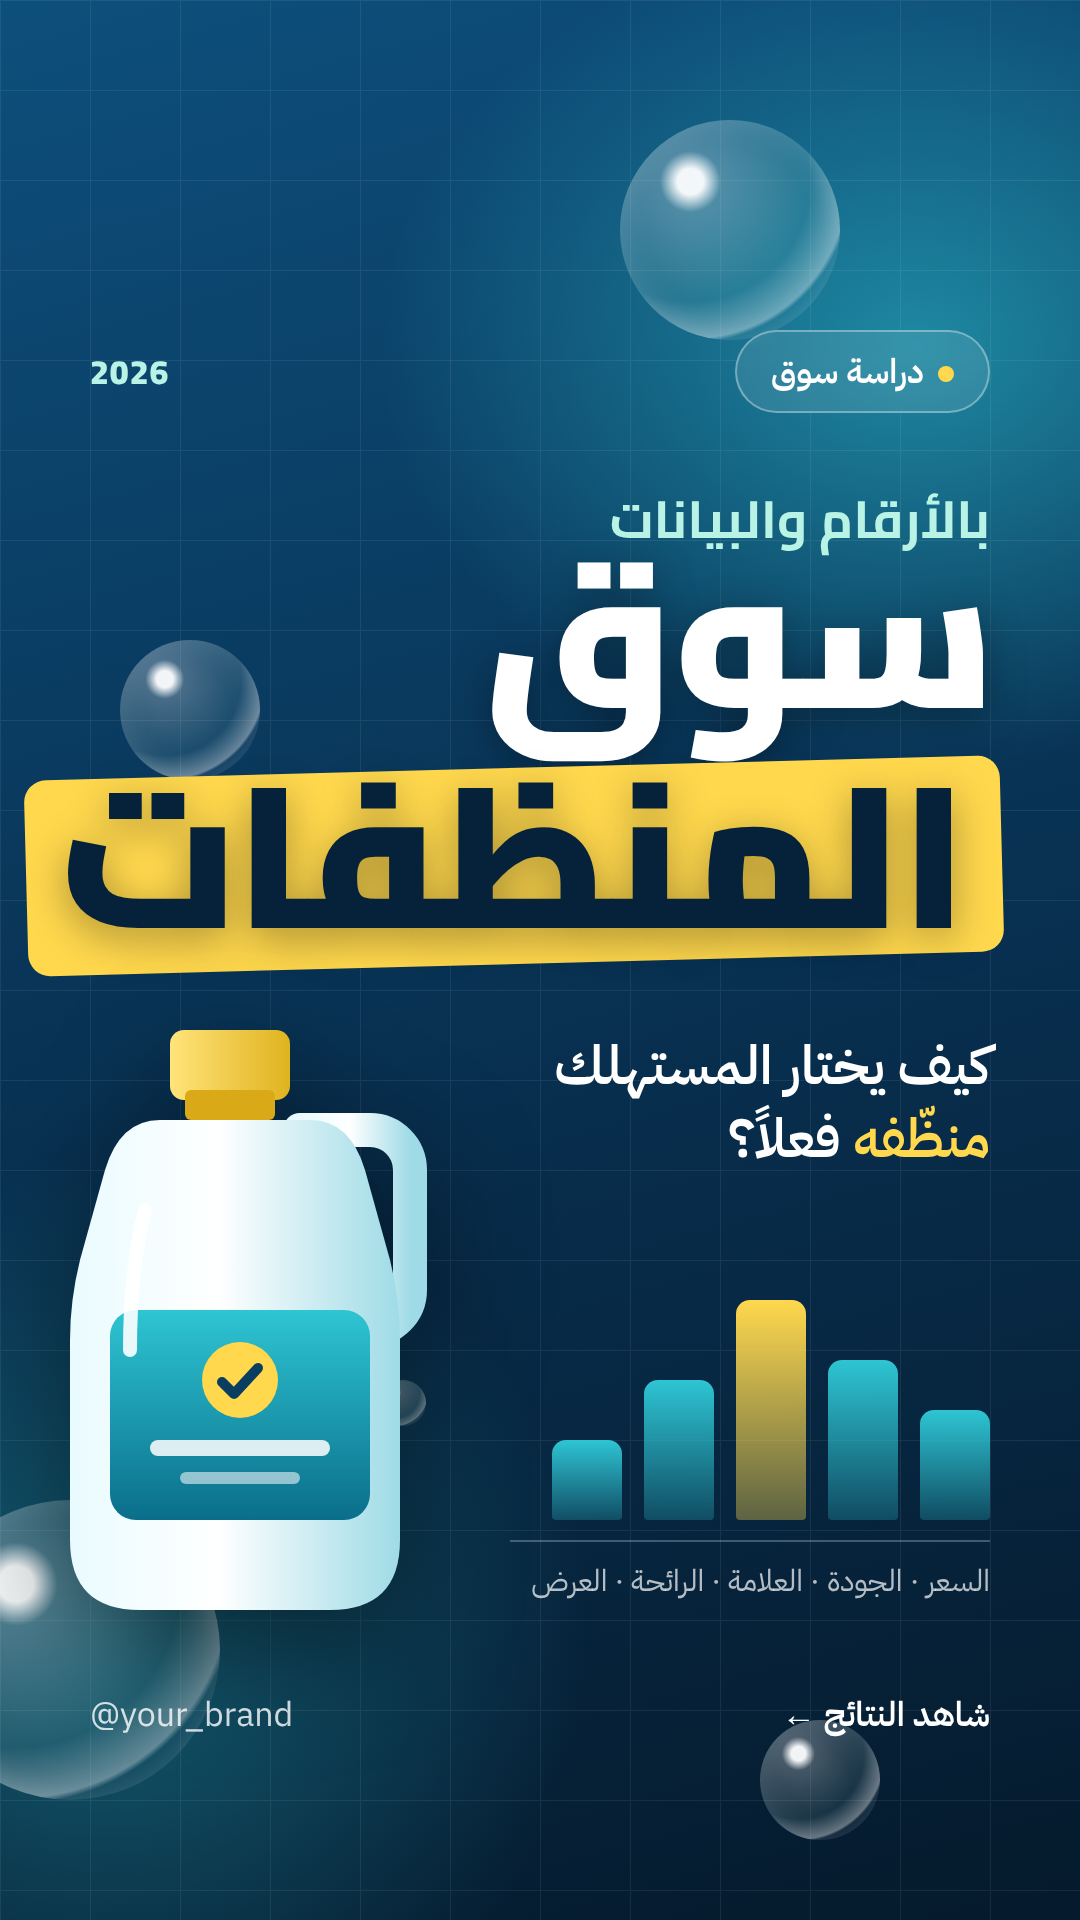 دراسة سوق
2026
بالأرقام والبيانات
سوق
المنظفات
كيف يختار المستهلك
منظّفه فعلاً؟
السعر · الجودة · العلامة · الرائحة · العرض
شاهد النتائج ←
@your_brand